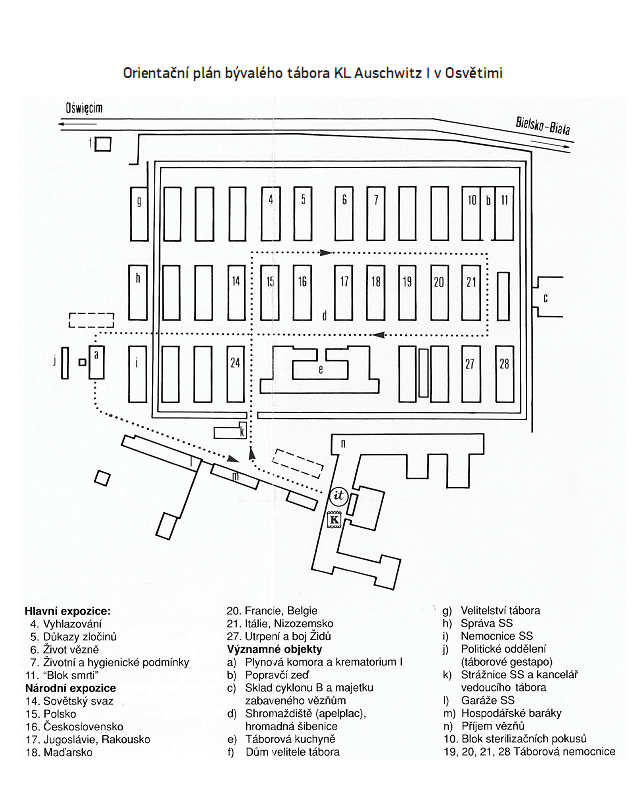 Orientační plán bývalého tábora KL Auschwitz I v Osvětimi
Oświęcim
Bielsko-Biała
f
g
4
5
6
7
10
b
11
h
14
15
16
17
18
19
20
21
c
d
j
a
i
24
e
27
28
k
n
l
m
it
K
Hlavní expozice:
4. Vyhlazování
5. Důkazy zločinů
6. Život vězně
7. Životní a hygienické podmínky
11. "Blok smrti"
Národní expozice
14. Sovětský svaz
15. Polsko
16. Československo
17. Jugoslávie, Rakousko
18. Maďarsko
20. Francie, Belgie
21. Itálie, Nizozemsko
27. Utrpení a boj Židů
Významné objekty
a) Plynová komora a krematorium I
b) Popravčí zeď
c) Sklad cyklonu B a majetku
zabaveného vězňům
d) Shromaždiště (apelplac),
hromadná šibenice
e) Táborová kuchyně
f) Dům velitele tábora
g) Velitelství tábora
h) Správa SS
i) Nemocnice SS
j) Politické oddělení
(táborové gestapo)
k) Strážnice SS a kancelář
vedoucího tábora
l) Garáže SS
m) Hospodářské baráky
n) Příjem vězňů
10. Blok sterilizačních pokusů
19, 20, 21, 28 Táborová nemocnice